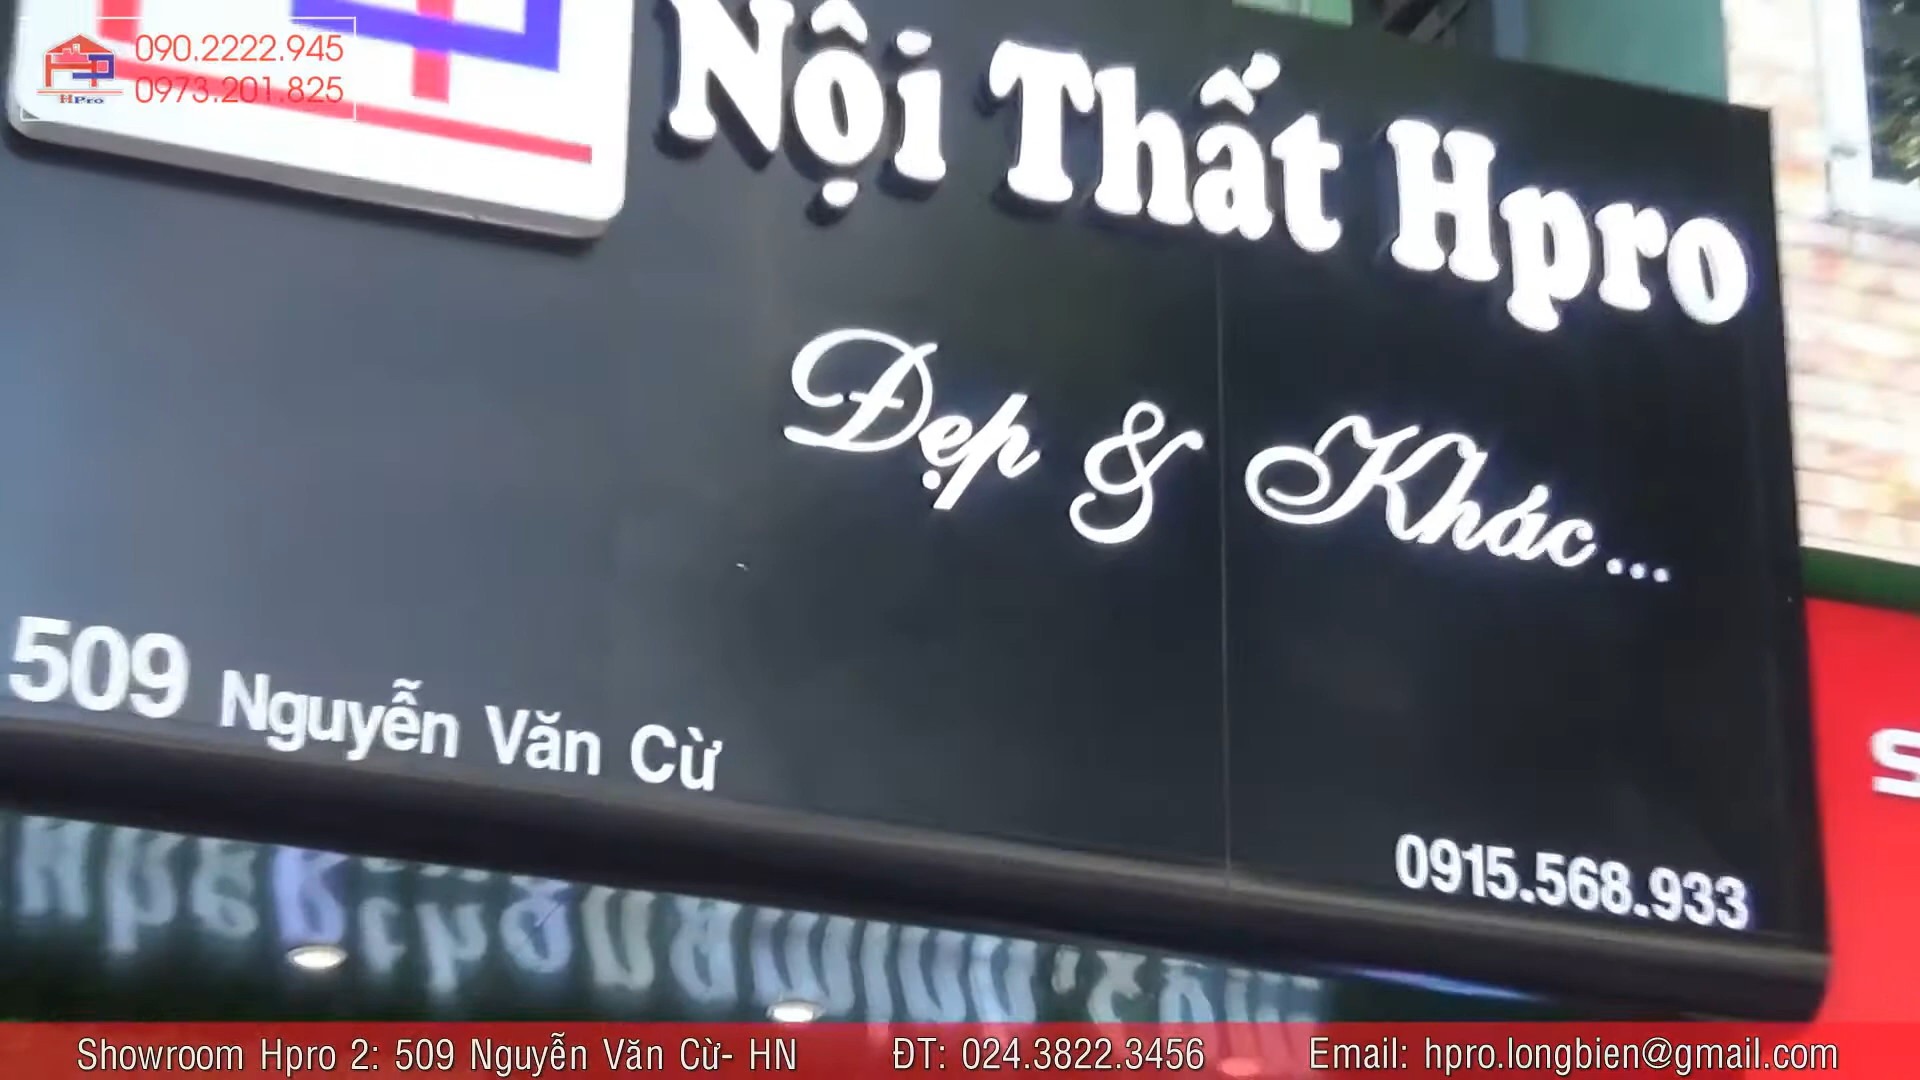 090.2222.945
0973.201.825
HPro
Nội Thất Hpro
Đẹp & Khác...
509 Nguyễn Văn Cừ
0915.568.933
Showroom Hpro 2: 509 Nguyễn Văn Cừ- HN ĐT: 024.3822.3456 Email: hpro.longbien@gmail.com